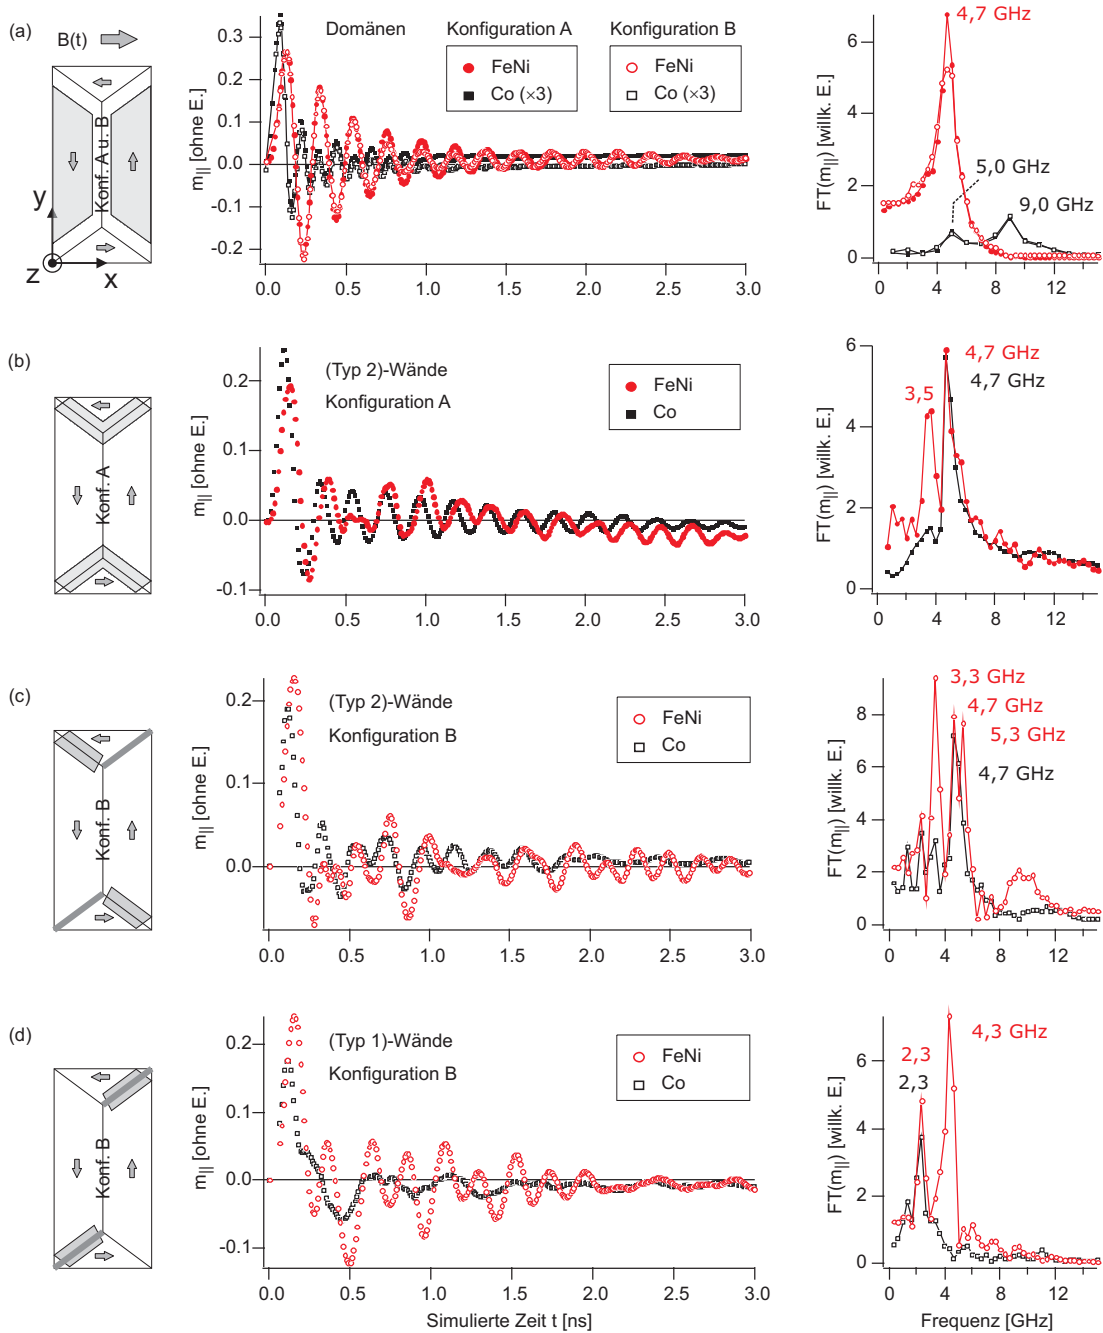 (a)
B(t)
Konf. A u. B
y
z
x
m|| [ohne E.]
0.3
0.2
0.1
0.0
-0.1
-0.2
Domänen
Konfiguration A
Konfiguration B
FeNi
Co (×3)
FeNi
Co (×3)
0.0
0.5
1.0
1.5
2.0
2.5
3.0
FT(m||) [willk. E.]
6
4
2
0
4,7 GHz
5,0 GHz
9,0 GHz
0
4
8
12
(b)
Konf. A
m|| [ohne E.]
0.2
0.0
-0.1
(Typ 2)-Wände
Konfiguration A
FeNi
Co
0.0
0.5
1.0
1.5
2.0
2.5
3.0
FT(m||) [willk. E.]
6
4
2
0
4,7 GHz
4,7 GHz
3,5
0
4
8
12
(c)
Konf. B
m|| [ohne E.]
0.2
0.1
0.0
(Typ 2)-Wände
Konfiguration B
FeNi
Co
0.0
0.5
1.0
1.5
2.0
2.5
3.0
FT(m||) [willk. E.]
8
6
4
2
0
3,3 GHz
4,7 GHz
5,3 GHz
4,7 GHz
0
4
8
12
(d)
Konf. B
m|| [ohne E.]
0.2
0.1
0.0
-0.1
(Typ 1)-Wände
Konfiguration B
FeNi
Co
0.0
0.5
1.0
1.5
2.0
2.5
3.0
Simulierte Zeit t [ns]
FT(m||) [willk. E.]
6
4
2
0
4,3 GHz
2,3
2,3
0
4
8
12
Frequenz [GHz]